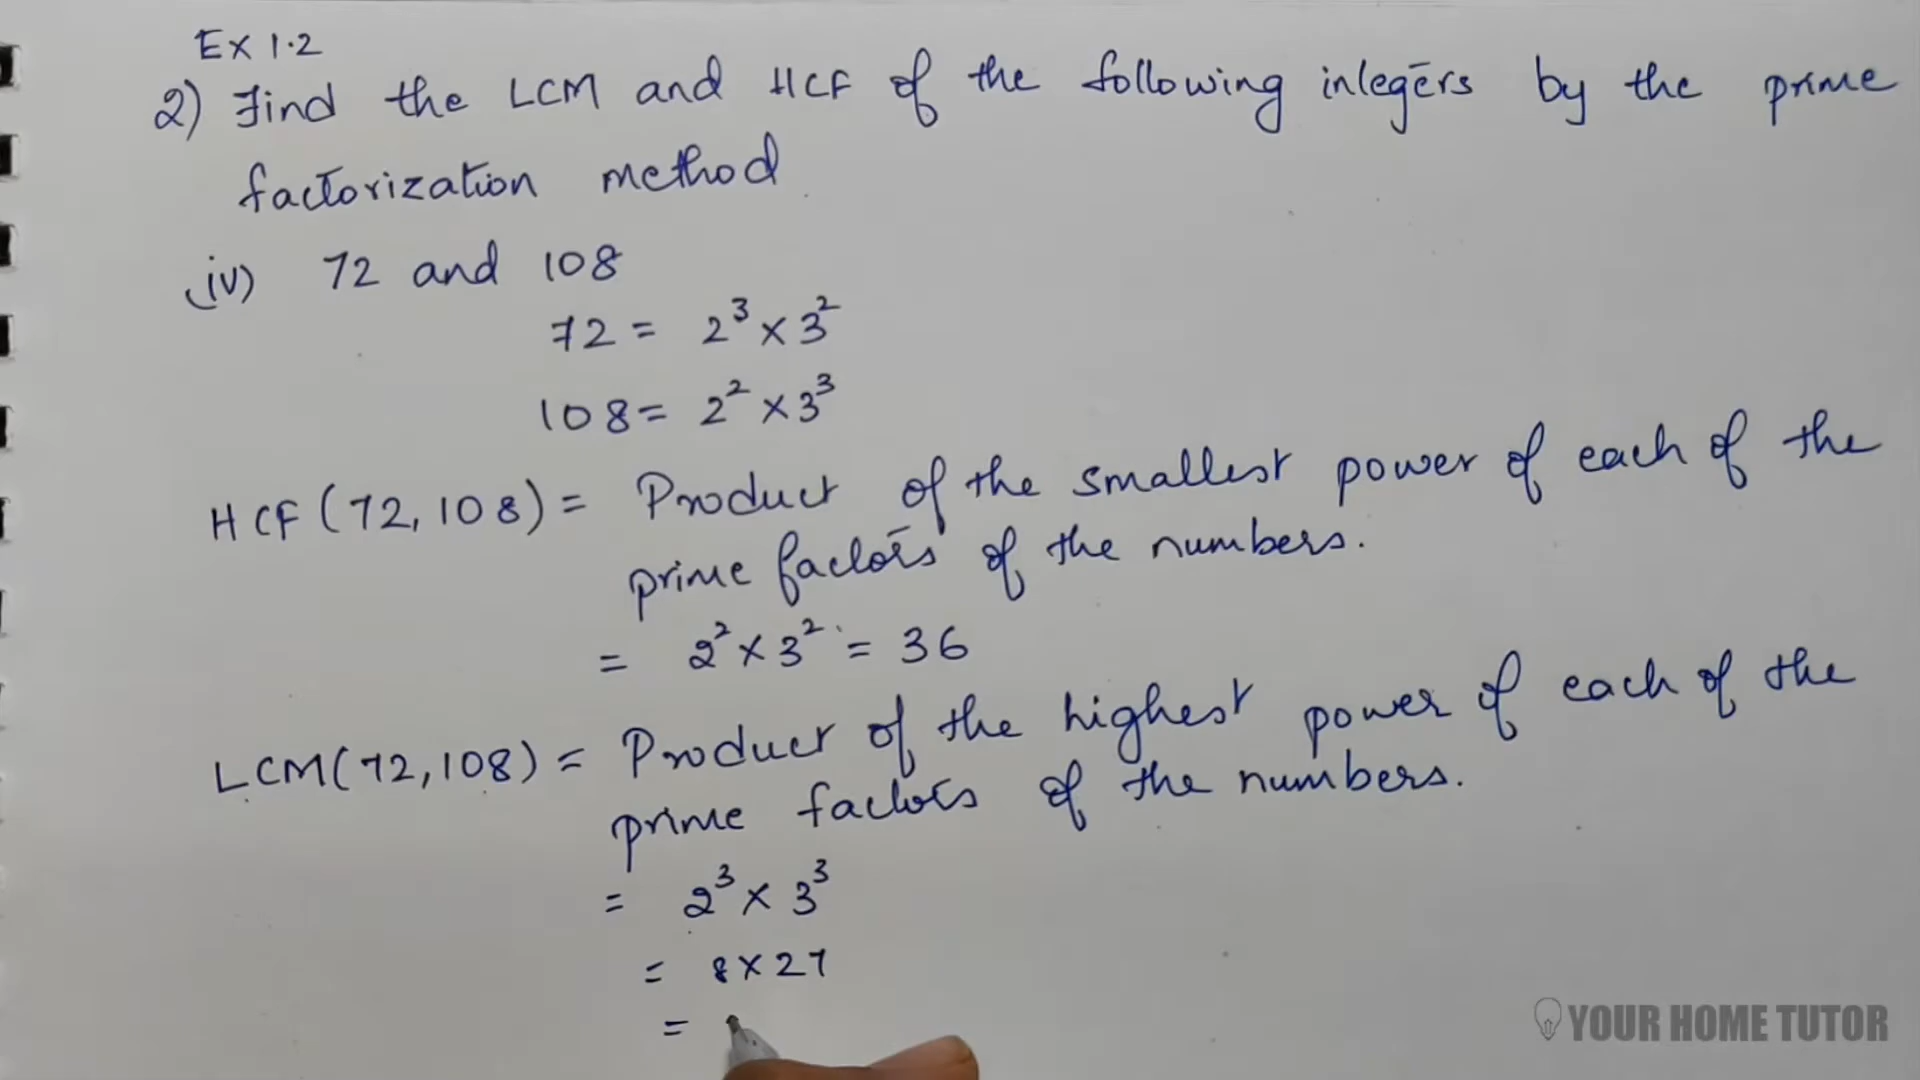 Ex 1.2
2) Find the LCM and HCF of the following integers by the prime
factorization method
(iv) 72 and 108
72 = 2³ × 3²
108 = 2² × 3³
HCF (72, 108) = Product of the smallest power of each of the
prime factors of the numbers.
= 2² × 3² = 36
LCM (72, 108) = Product of the highest power of each of the
prime factors of the numbers.
= 2³ × 3³
= 8 × 27
=
YOUR HOME TUTOR